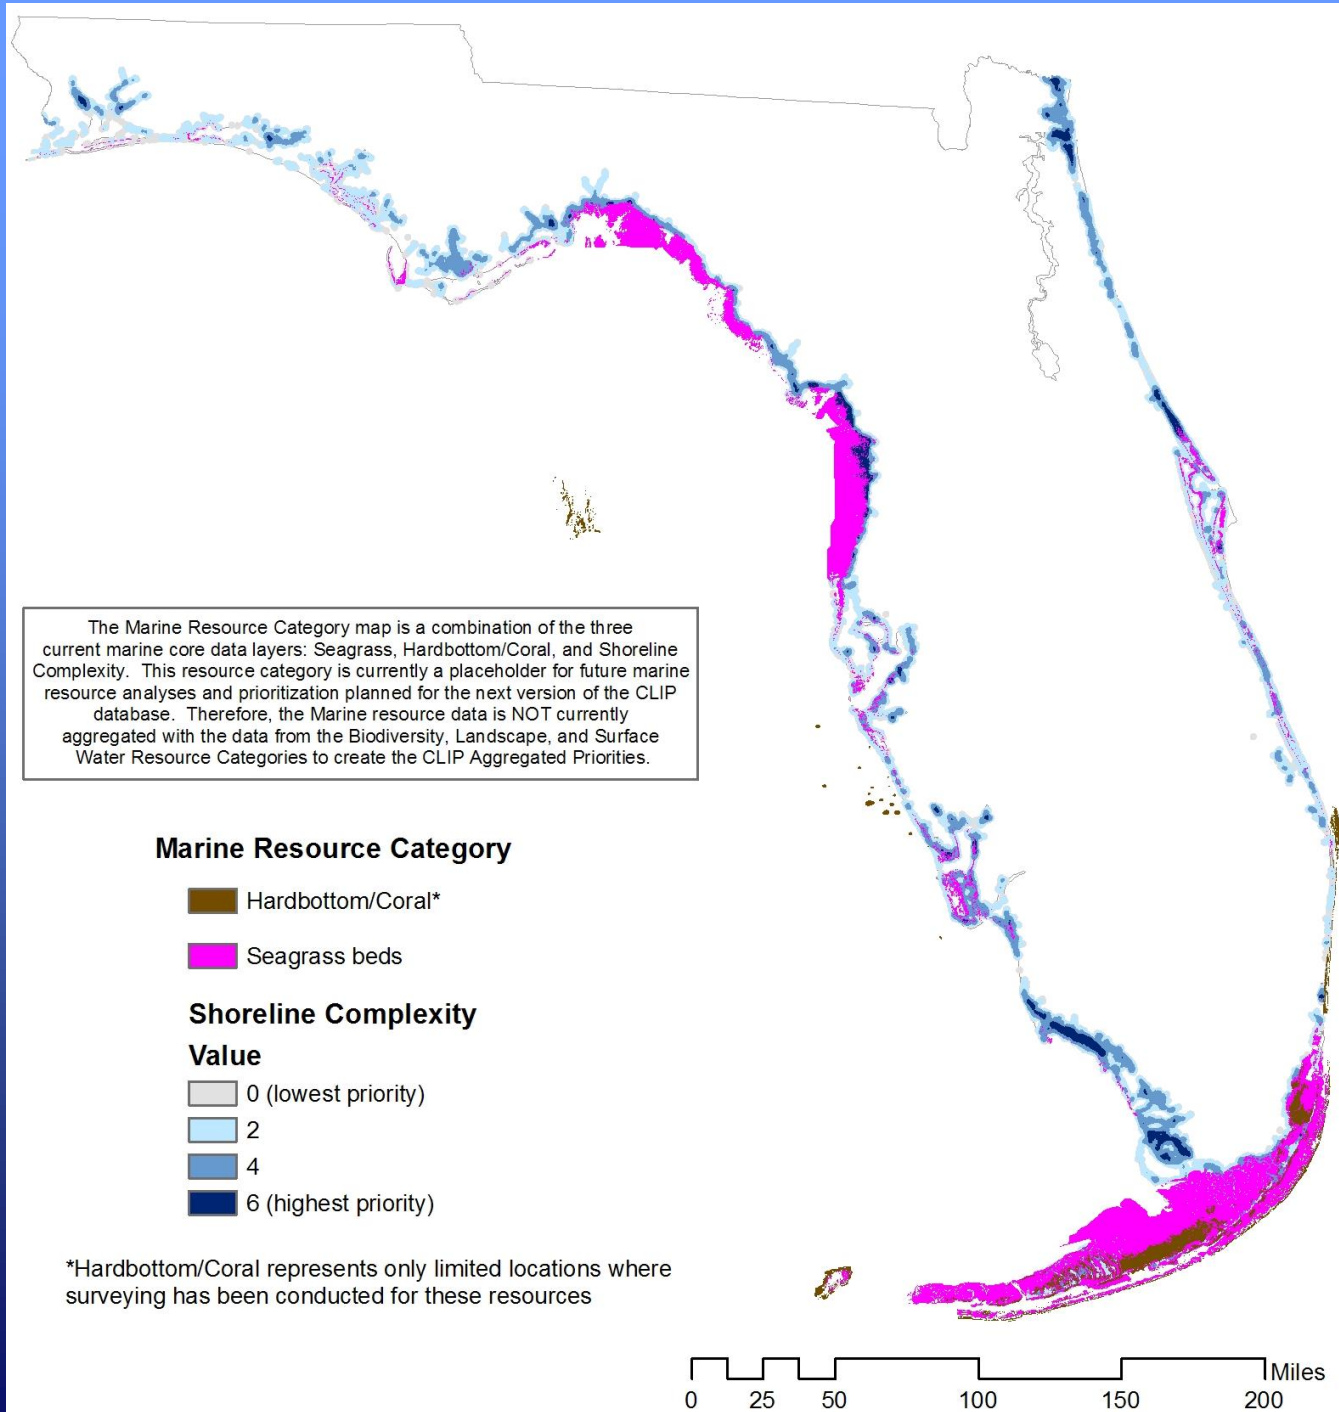 The Marine Resource Category map is a combination of the three
current marine core data layers: Seagrass, Hardbottom/Coral, and Shoreline
Complexity. This resource category is currently a placeholder for future marine
resource analyses and prioritization planned for the next version of the CLIP
database. Therefore, the Marine resource data is NOT currently
aggregated with the data from the Biodiversity, Landscape, and Surface
Water Resource Categories to create the CLIP Aggregated Priorities.
Marine Resource Category
Hardbottom/Coral*
Seagrass beds
Shoreline Complexity
Value
0 (lowest priority)
2
4
6 (highest priority)
*Hardbottom/Coral represents only limited locations where
surveying has been conducted for these resources
Miles
0 25 50 100 150 200